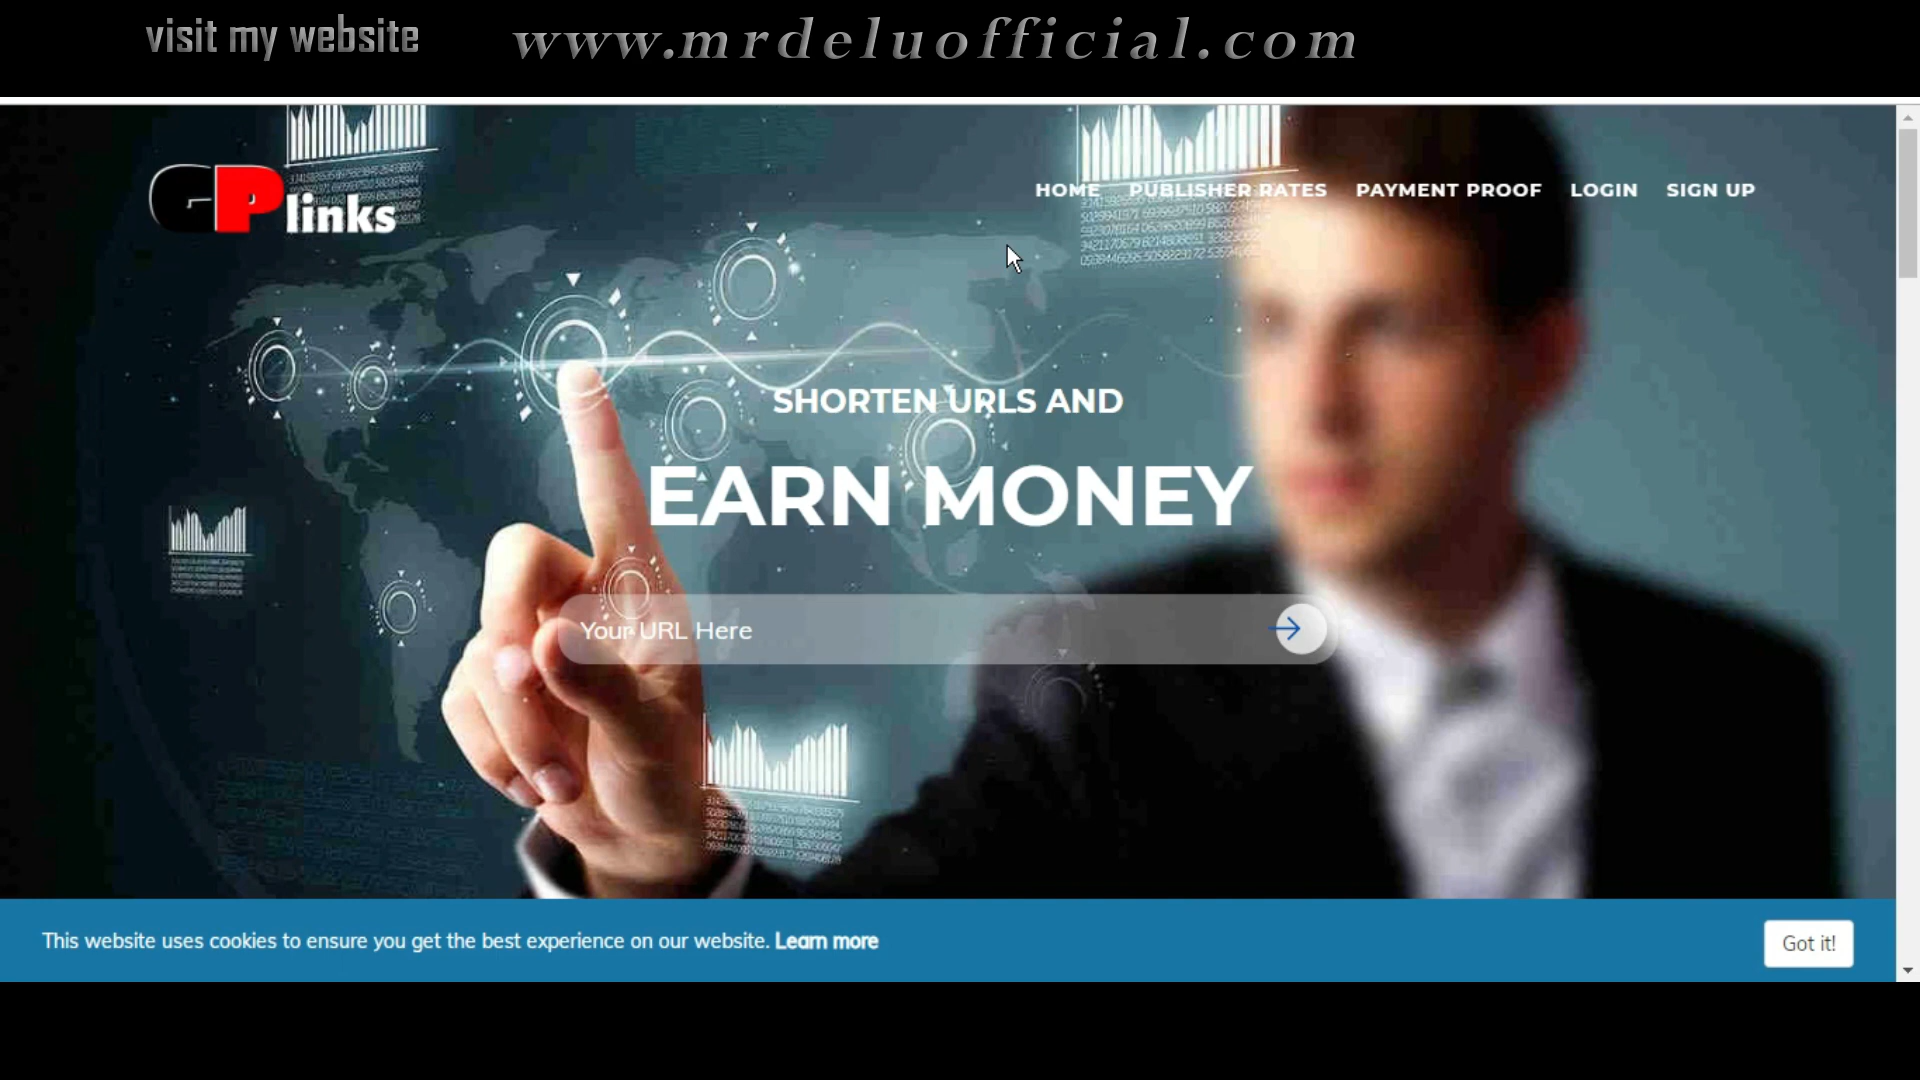 visit my website www.mrdeluofficial.com
GPlinks
HOME PUBLISHER RATES PAYMENT PROOF LOGIN SIGN UP
SHORTEN URLS AND
EARN MONEY
Your URL Here
This website uses cookies to ensure you get the best experience on our website. Learn more
Got it!